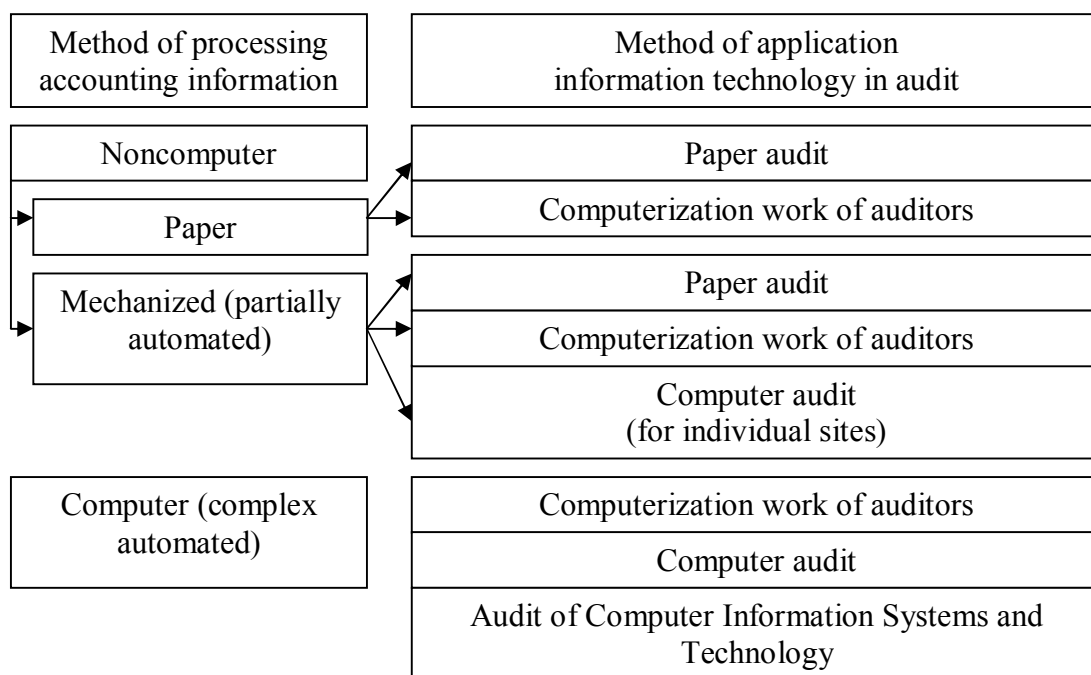 Method of processing
accounting information
Method of application
information technology in audit
Noncomputer
Paper
Paper audit
Computerization work of auditors
Mechanized (partially
automated)
Paper audit
Computerization work of auditors
Computer audit
(for individual sites)
Computer (complex
automated)
Computerization work of auditors
Computer audit
Audit of Computer Information Systems and
Technology